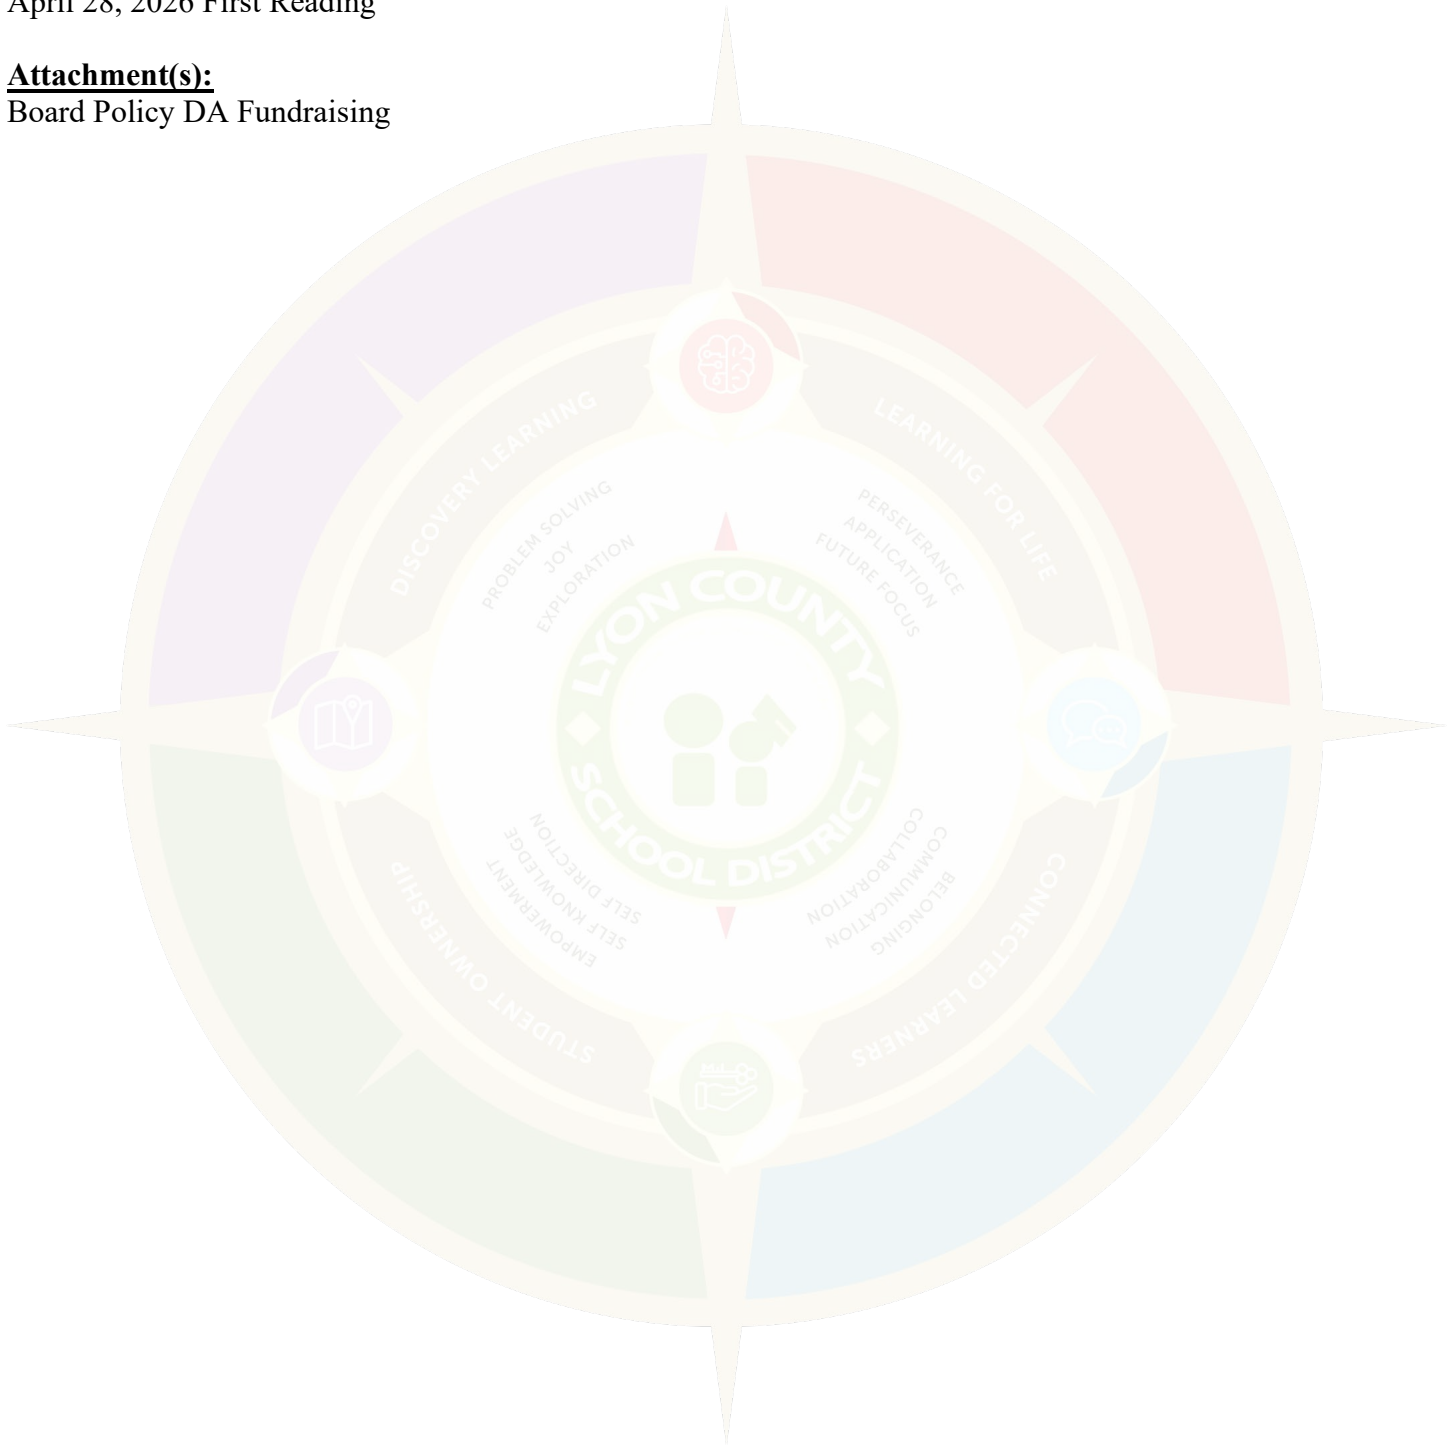 April 28, 2026 First Reading
Attachment(s):
Board Policy DA Fundraising
DISCOVERY LEARNING
LEARNING FOR LIFE
PROBLEM SOLVING
JOY
EXPLORATION
PERSEVERANCE
APPLICATION
FUTURE FOCUS
LYON COUNTY
SCHOOL DISTRICT
SELF DIRECTION
SELF KNOWLEDGE
EMPOWERMENT
COLLABORATION
COMMUNICATION
BELONGING
STUDENT OWNERSHIP
CONNECTED LEARNERS